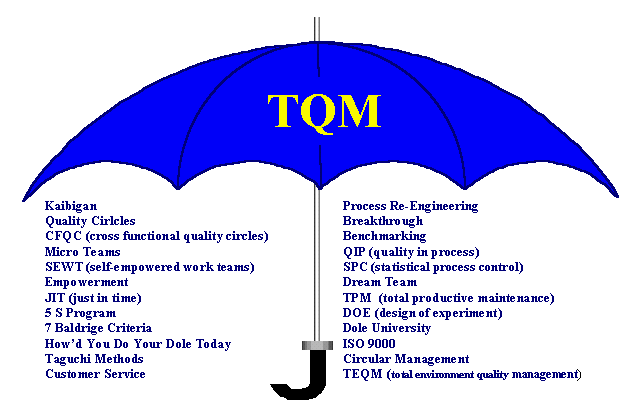 TQM
Kaibigan
Quality Cirlcles
CFQC (cross functional quality circles)
Micro Teams
SEWT (self-empowered work teams)
Empowerment
JIT (just in time)
5 S Program
7 Baldrige Criteria
How'd You Do Your Dole Today
Taguchi Methods
Customer Service
Process Re-Engineering
Breakthrough
Benchmarking
QIP (quality in process)
SPC (statistical process control)
Dream Team
TPM (total productive maintenance)
DOE (design of experiment)
Dole University
ISO 9000
Circular Management
TEQM (total environment quality management)